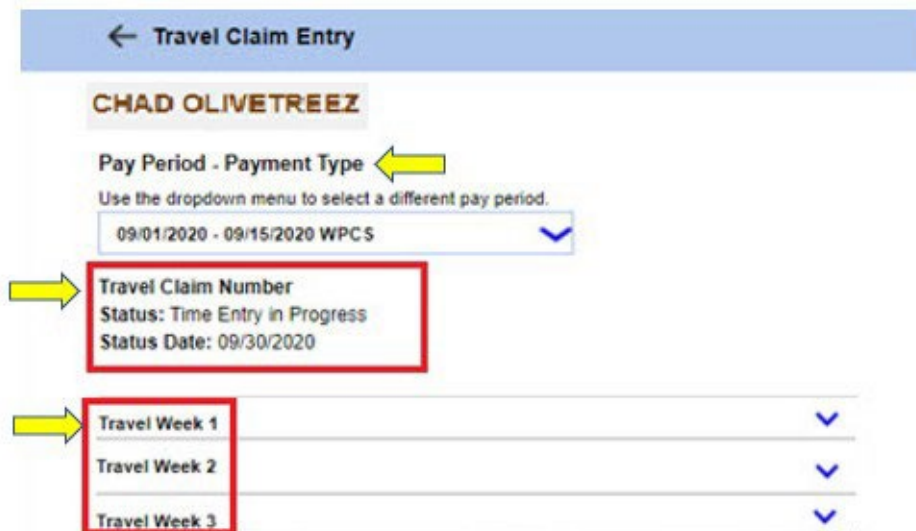 Travel Claim Entry
CHAD OLIVETREEZ
Pay Period - Payment Type
Use the dropdown menu to select a different pay period.
09/01/2020 - 09/15/2020 WPCS
Travel Claim Number
Status: Time Entry in Progress
Status Date: 09/30/2020
Travel Week 1
Travel Week 2
Travel Week 3